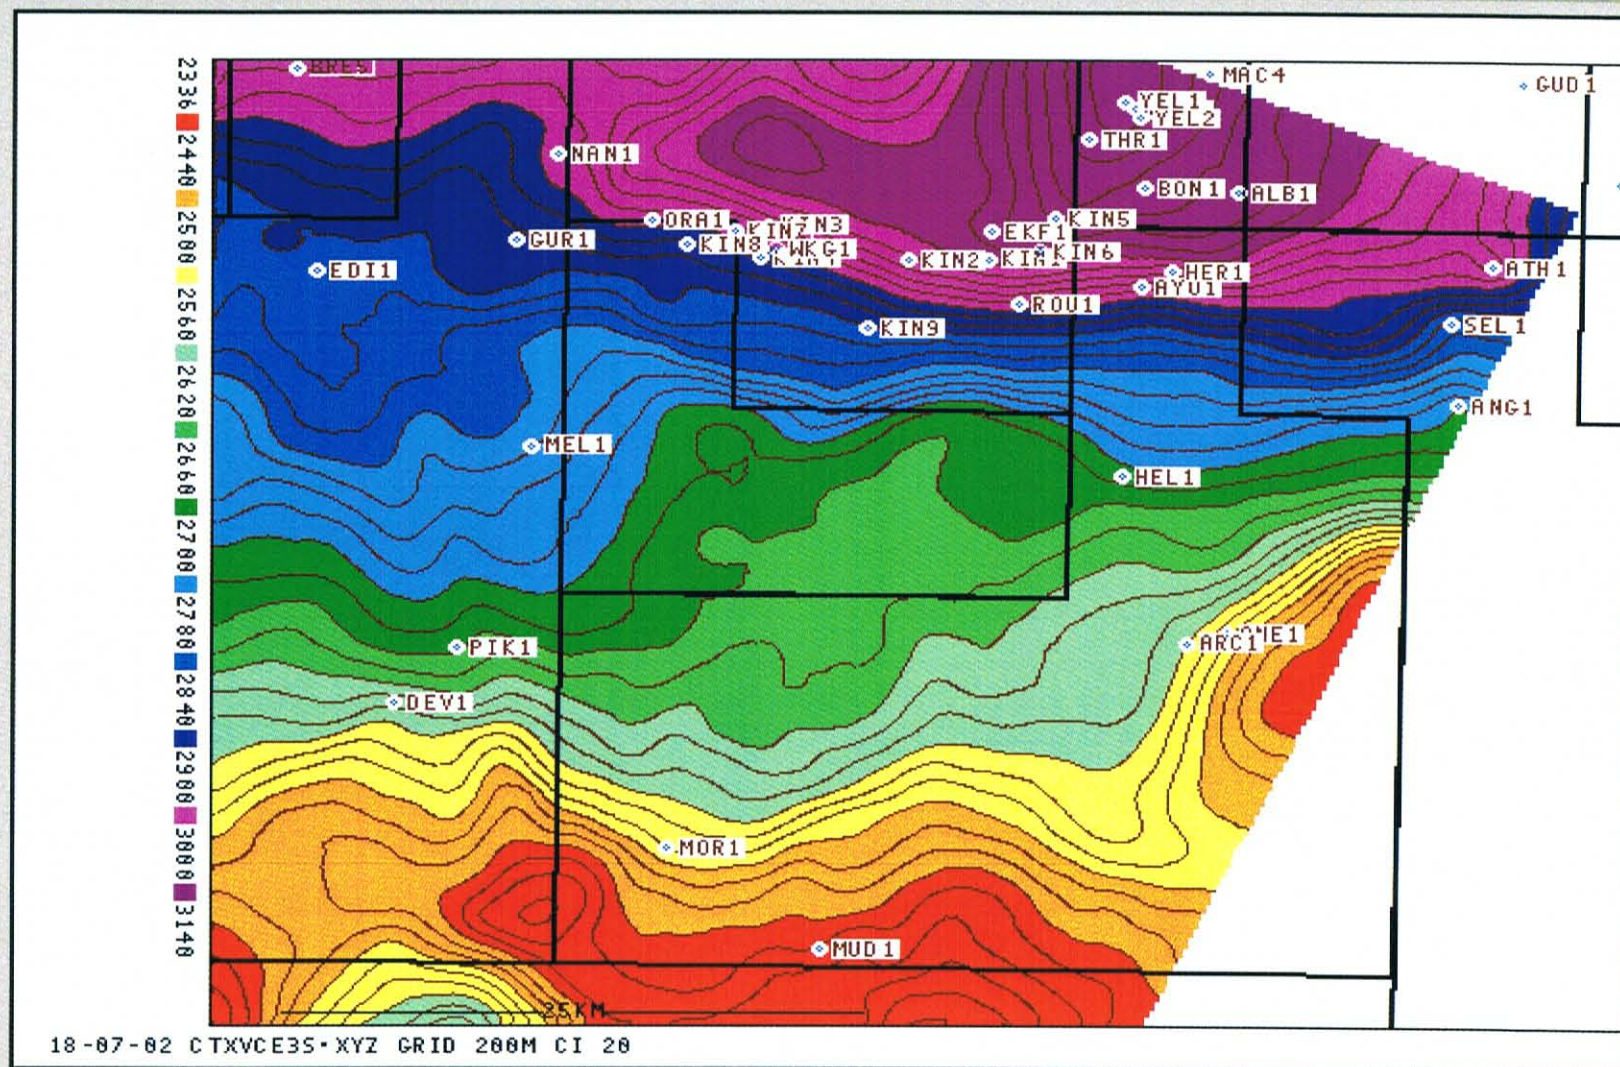 2336
2440
2500
2560
2620
2660
2700
2780
2840
2900
3000
3140
BRE5
MAC4
GUD1
YEL1
YEL2
THR1
NAN1
BON1
ALB1
ORA1
KIN5
EKF1
GUR1
KIN8
WKG1
KIN2
KIN6
EDI1
HER1
ATH1
AYU1
ROU1
KIN9
SEL1
ANG1
MEL1
HEL1
PIK1
ARC1
DEV1
MOR1
MUD1
25KM
18-07-02 CTXVCE3S·XYZ GRID 200M CI 20